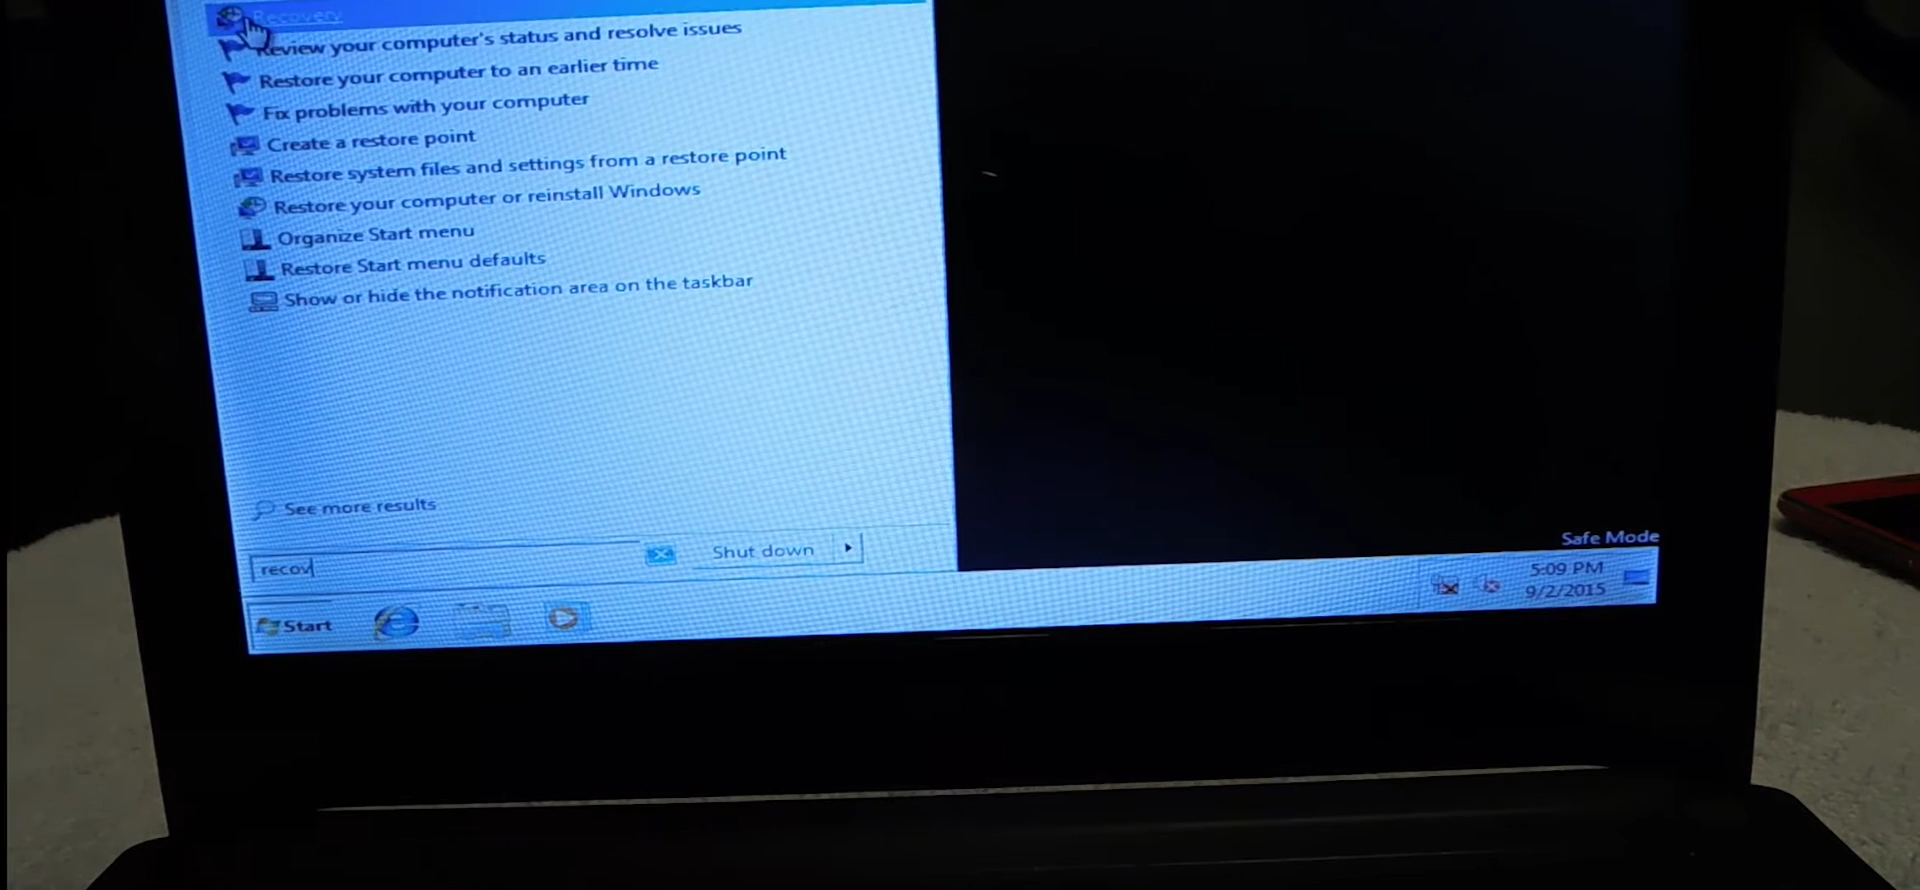 Recovery
Review your computer's status and resolve issues
Restore your computer to an earlier time
Fix problems with your computer
Create a restore point
Restore system files and settings from a restore point
Restore your computer or reinstall Windows
Organize Start menu
Restore Start menu defaults
Show or hide the notification area on the taskbar
See more results
recov
Shut down
Safe Mode
Start
5:09 PM
9/2/2015